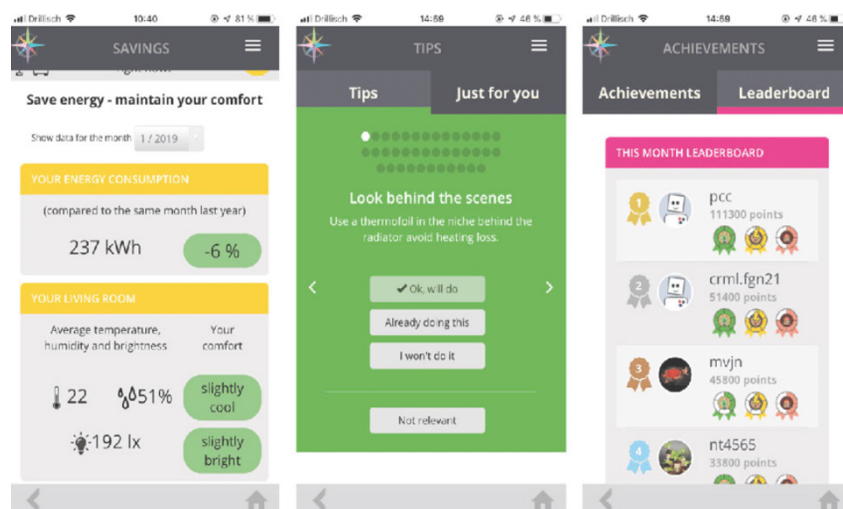 Drillisch 10:40 81 %
SAVINGS
right now?
Save energy - maintain your comfort
Show data for the month 1 / 2019
YOUR ENERGY CONSUMPTION
(compared to the same month last year)
237 kWh -6 %
YOUR LIVING ROOM
Average temperature, Your
humidity and brightness comfort
22 51% slightly
cool
192 lx slightly
bright
Drillisch 14:59 46 %
TIPS
Tips Just for you
Look behind the scenes
Use a thermofoil in the niche behind the
radiator avoid heating loss.
Ok, will do
Already doing this
I won't do it
Not relevant
Drillisch 14:59 46 %
ACHIEVEMENTS
Achievements Leaderboard
THIS MONTH LEADERBOARD
1 pcc
111300 points
2 crml.fgn21
51400 points
3 mvjn
45800 points
4 nt4565
33800 points